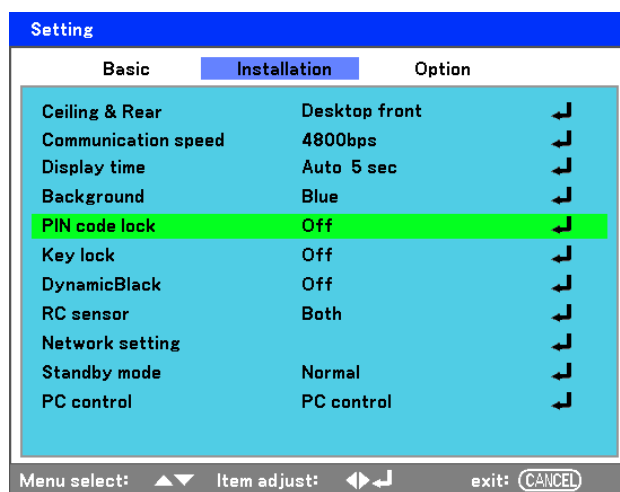 Setting
Basic Installation Option
Ceiling & Rear Desktop front
Communication speed 4800bps
Display time Auto 5 sec
Background Blue
PIN code lock Off
Key lock Off
DynamicBlack Off
RC sensor Both
Network setting
Standby mode Normal
PC control PC control
Menu select: ▲▼ Item adjust: ◀▶↵ exit: CANCEL